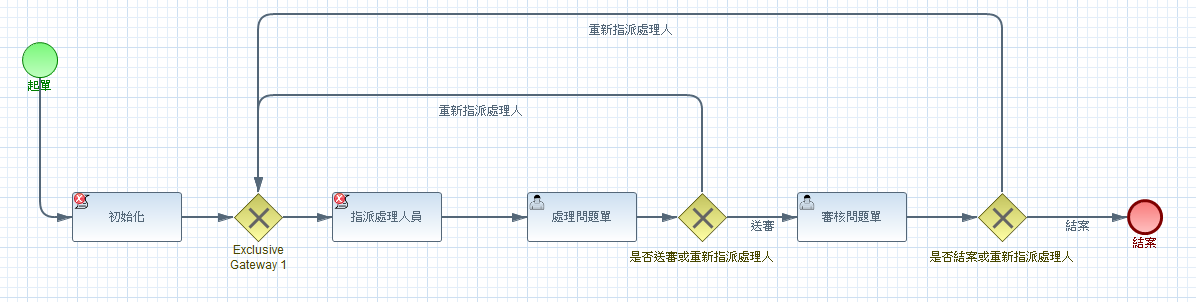 重新指派處理人
起單
重新指派處理人
初始化
指派處理人員
處理問題單
審核問題單
送審
結案
結案
Exclusive
Gateway 1
是否送審或重新指派處理人
是否結案或重新指派處理人